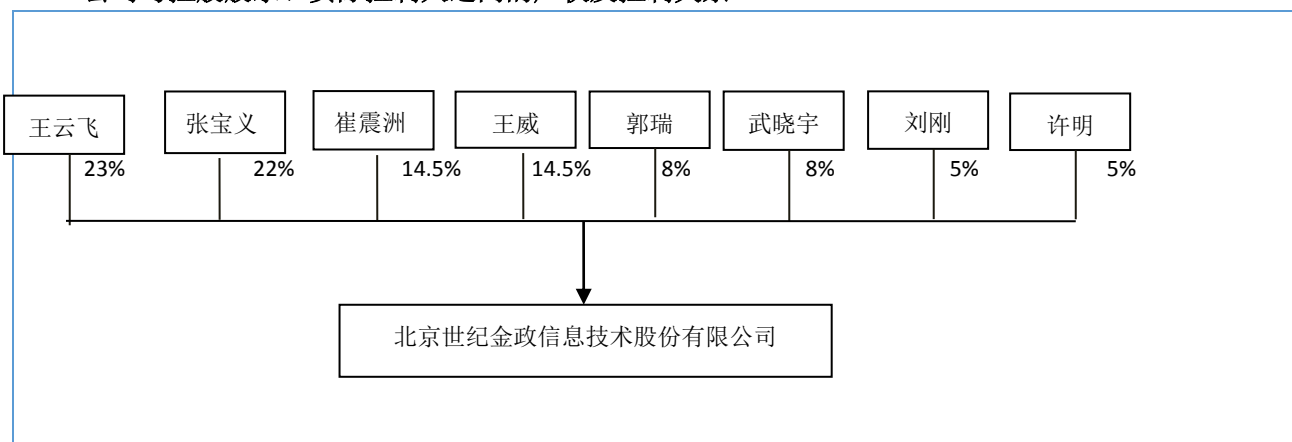 王云飞 张宝义 崔震洲 王威 郭瑞 武晓宇 刘刚 许明
23% 22% 14.5% 14.5% 8% 8% 5% 5%
北京世纪金政信息技术股份有限公司